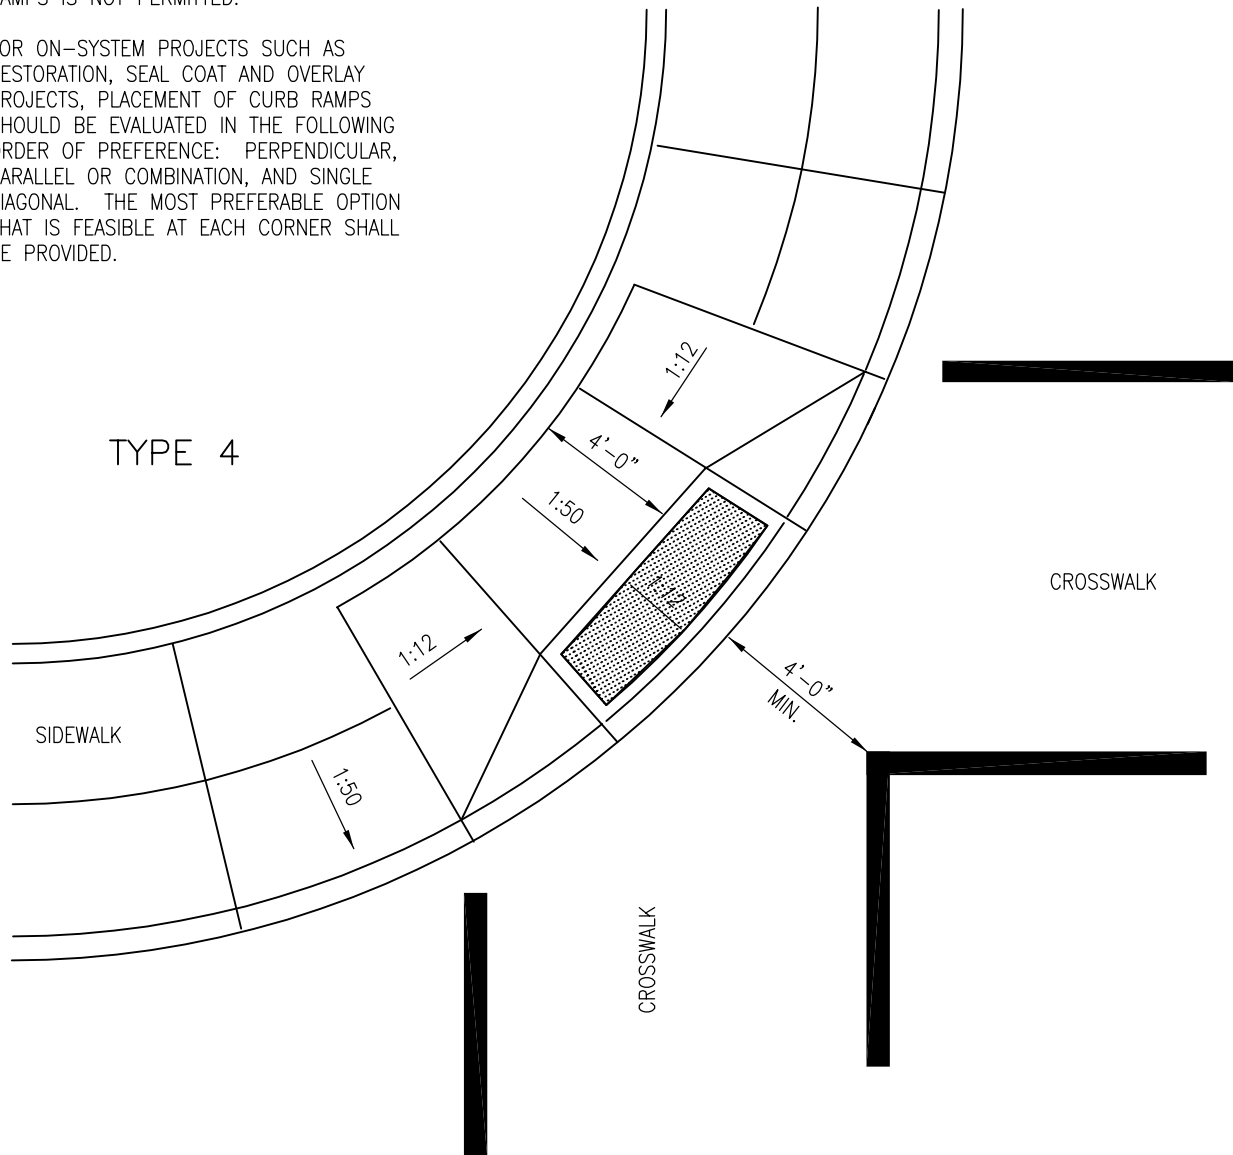 AMPS IS NOT PERMITTED.
OR ON-SYSTEM PROJECTS SUCH AS
ESTORATION, SEAL COAT AND OVERLAY
ROJECTS, PLACEMENT OF CURB RAMPS
HOULD BE EVALUATED IN THE FOLLOWING
RDER OF PREFERENCE: PERPENDICULAR,
ARALLEL OR COMBINATION, AND SINGLE
IAGONAL. THE MOST PREFERABLE OPTION
HAT IS FEASIBLE AT EACH CORNER SHALL
E PROVIDED.
1:12
TYPE 4
4'-0"
1:50
1:12
CROSSWALK
1:12
4'-0"
MIN.
SIDEWALK
1:50
CROSSWALK